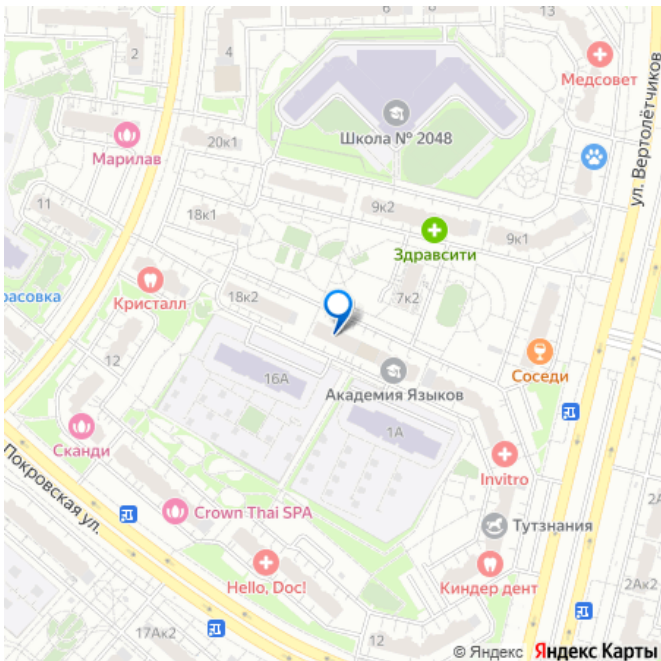 2
4
Медсовет
Школа № 2048
ул. Вертолётчиков
20к1
Марилав
9к2
11
18к1
9к1
Здравсити
расовка
Кристалл
18к2
7к2
12
16А
Академия Языков
Соседи
1А
Сканди
Invitro
Покровская ул.
Crown Thai SPA
2А
Тутзнания
Hello, Doc!
Киндер дент
2Ак2
17Ак2
12
© Яндекс Яндекс Карты